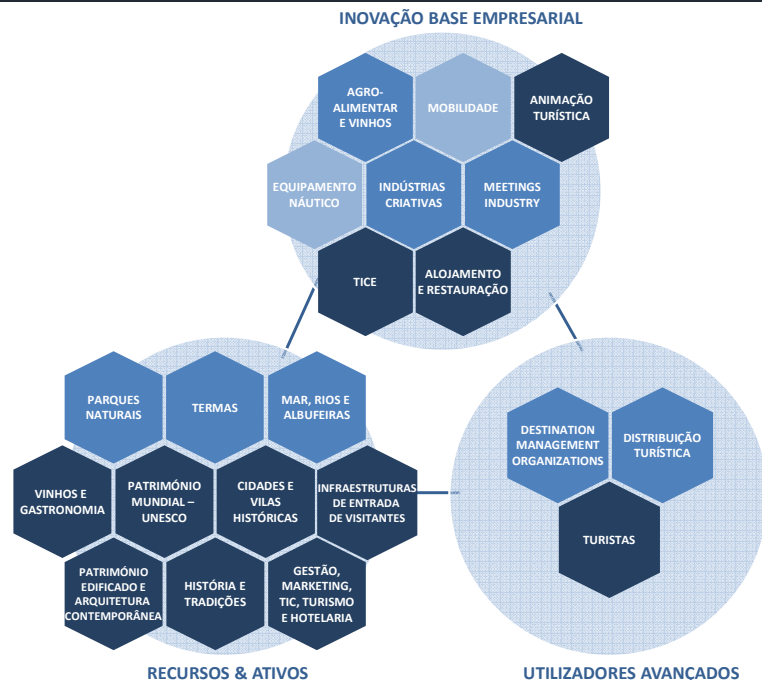 INOVAÇÃO BASE EMPRESARIAL
AGRO-
ALIMENTAR
E VINHOS
MOBILIDADE
ANIMAÇÃO
TURÍSTICA
EQUIPAMENTO
NÁUTICO
INDÚSTRIAS
CRIATIVAS
MEETINGS
INDUSTRY
TICE
ALOJAMENTO
E RESTAURAÇÃO
PARQUES
NATURAIS
TERMAS
MAR, RIOS E
ALBUFEIRAS
VINHOS E
GASTRONOMIA
PATRIMÓNIO
MUNDIAL –
UNESCO
CIDADES E
VILAS
HISTÓRICAS
INFRAESTRUTURAS
DE ENTRADA
DE VISITANTES
PATRIMÓNIO
EDIFICADO E
ARQUITETURA
CONTEMPORÂNEA
HISTÓRIA E
TRADIÇÕES
GESTÃO,
MARKETING,
TIC, TURISMO
E HOTELARIA
RECURSOS & ATIVOS
DESTINATION
MANAGEMENT
ORGANIZATIONS
DISTRIBUIÇÃO
TURÍSTICA
TURISTAS
UTILIZADORES AVANÇADOS